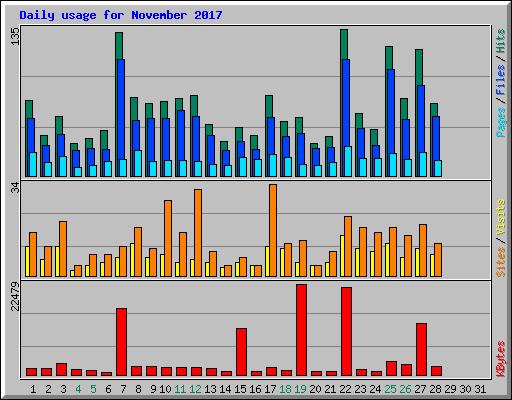 Daily usage for November 2017
135
Pages / Files / Hits
34
Sites / Visits
22479
KBytes
1 2 3 4 5 6 7 8 9 10 11 12 13 14 15 16 17 18 19 20 21 22 23 24 25 26 27 28 29 30 31